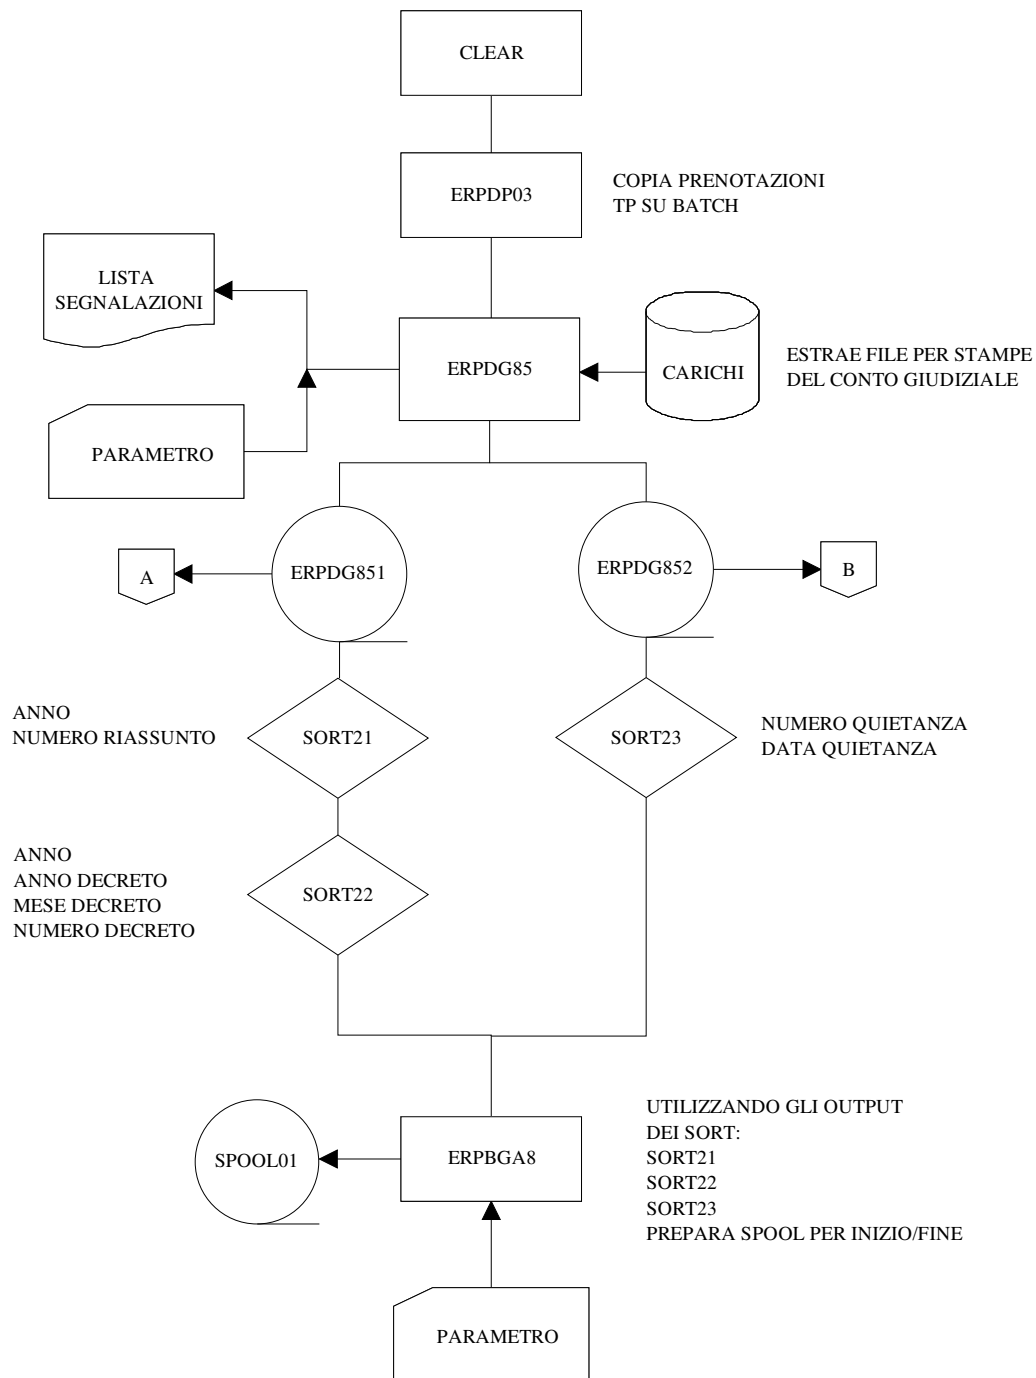 CLEAR
ERPDP03
COPIA PRENOTAZIONI
TP SU BATCH
LISTA
SEGNALAZIONI
ERPDG85
CARICHI
ESTRAE FILE PER STAMPE
DEL CONTO GIUDIZIALE
PARAMETRO
A
ERPDG851
ERPDG852
B
ANNO
NUMERO RIASSUNTO
SORT21
SORT23
NUMERO QUIETANZA
DATA QUIETANZA
ANNO
ANNO DECRETO
MESE DECRETO
NUMERO DECRETO
SORT22
SPOOL01
ERPBGA8
UTILIZZANDO GLI OUTPUT
DEI SORT:
SORT21
SORT22
SORT23
PREPARA SPOOL PER INIZIO/FINE
PARAMETRO